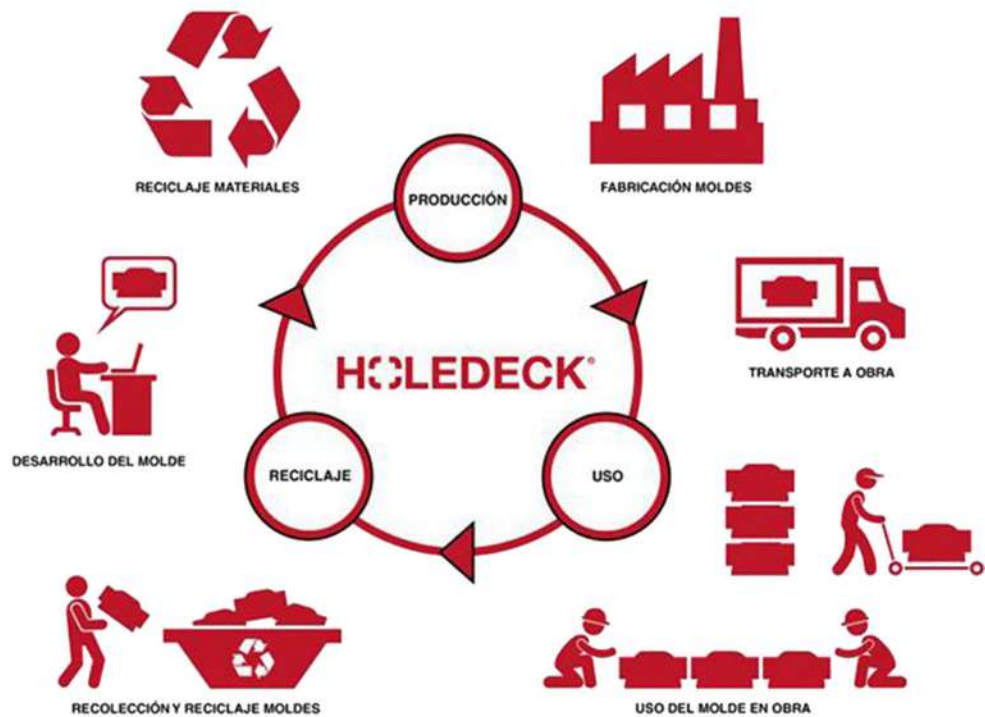 RECICLAJE MATERIALES
FABRICACIÓN MOLDES
PRODUCCIÓN
HOLEDECK®
TRANSPORTE A OBRA
DESARROLLO DEL MOLDE
RECICLAJE
USO
RECOLECCIÓN Y RECICLAJE MOLDES
USO DEL MOLDE EN OBRA